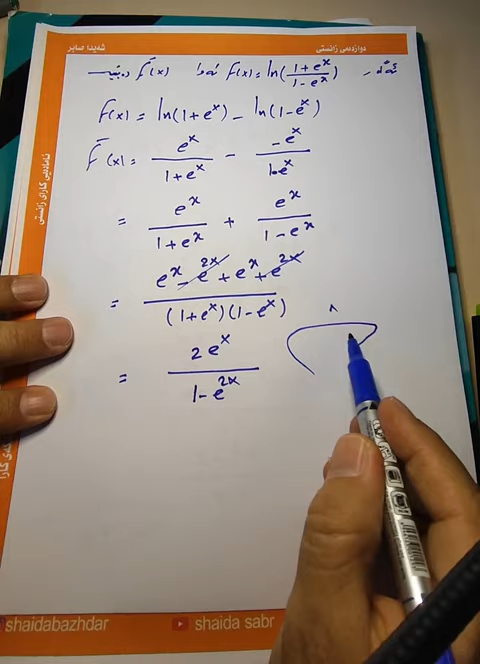 شەیدا صابر
دوازدەمی زانستی
F(x) = ln(1+e^x / 1-e^x)
F(x) = ln(1+e^x) - ln(1-e^x)
F̄(x) = e^x / 1+e^x - -e^x / 1-e^x
= e^x / 1+e^x + e^x / 1-e^x
= e^x - e^2x + e^x + e^2x / (1+e^x)(1-e^x)
= 2e^x / 1-e^2x
shaidabazhdar
shaida sabr